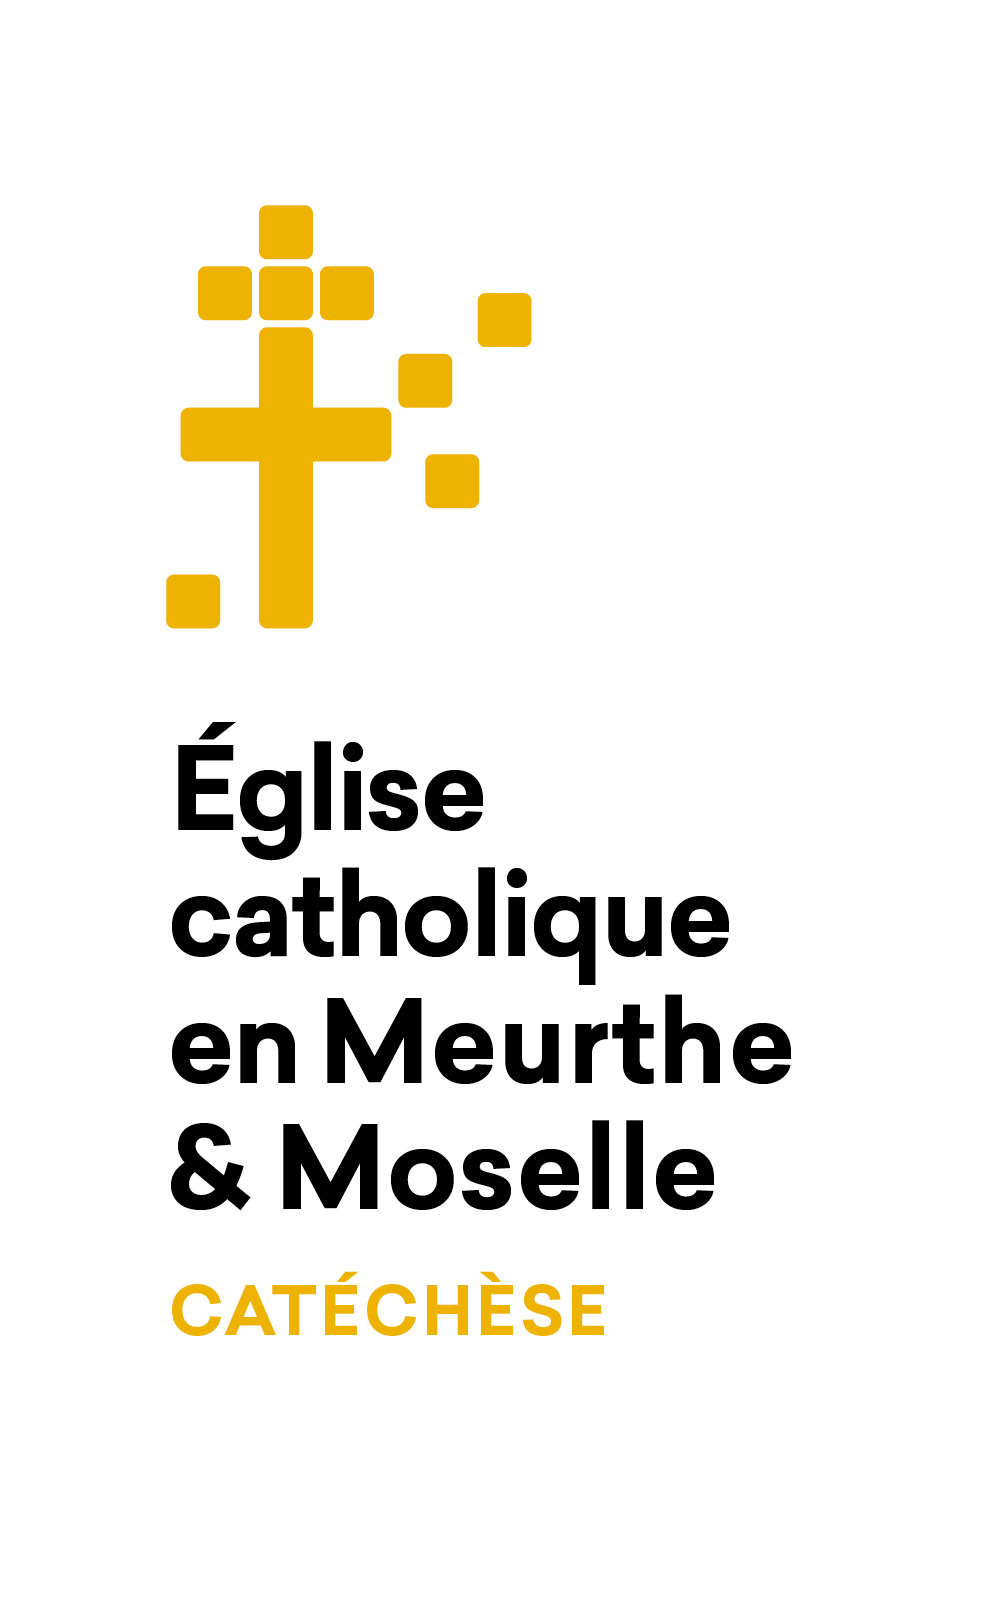 Église
catholique
en Meurthe
& Moselle
CATÉCHÈSE